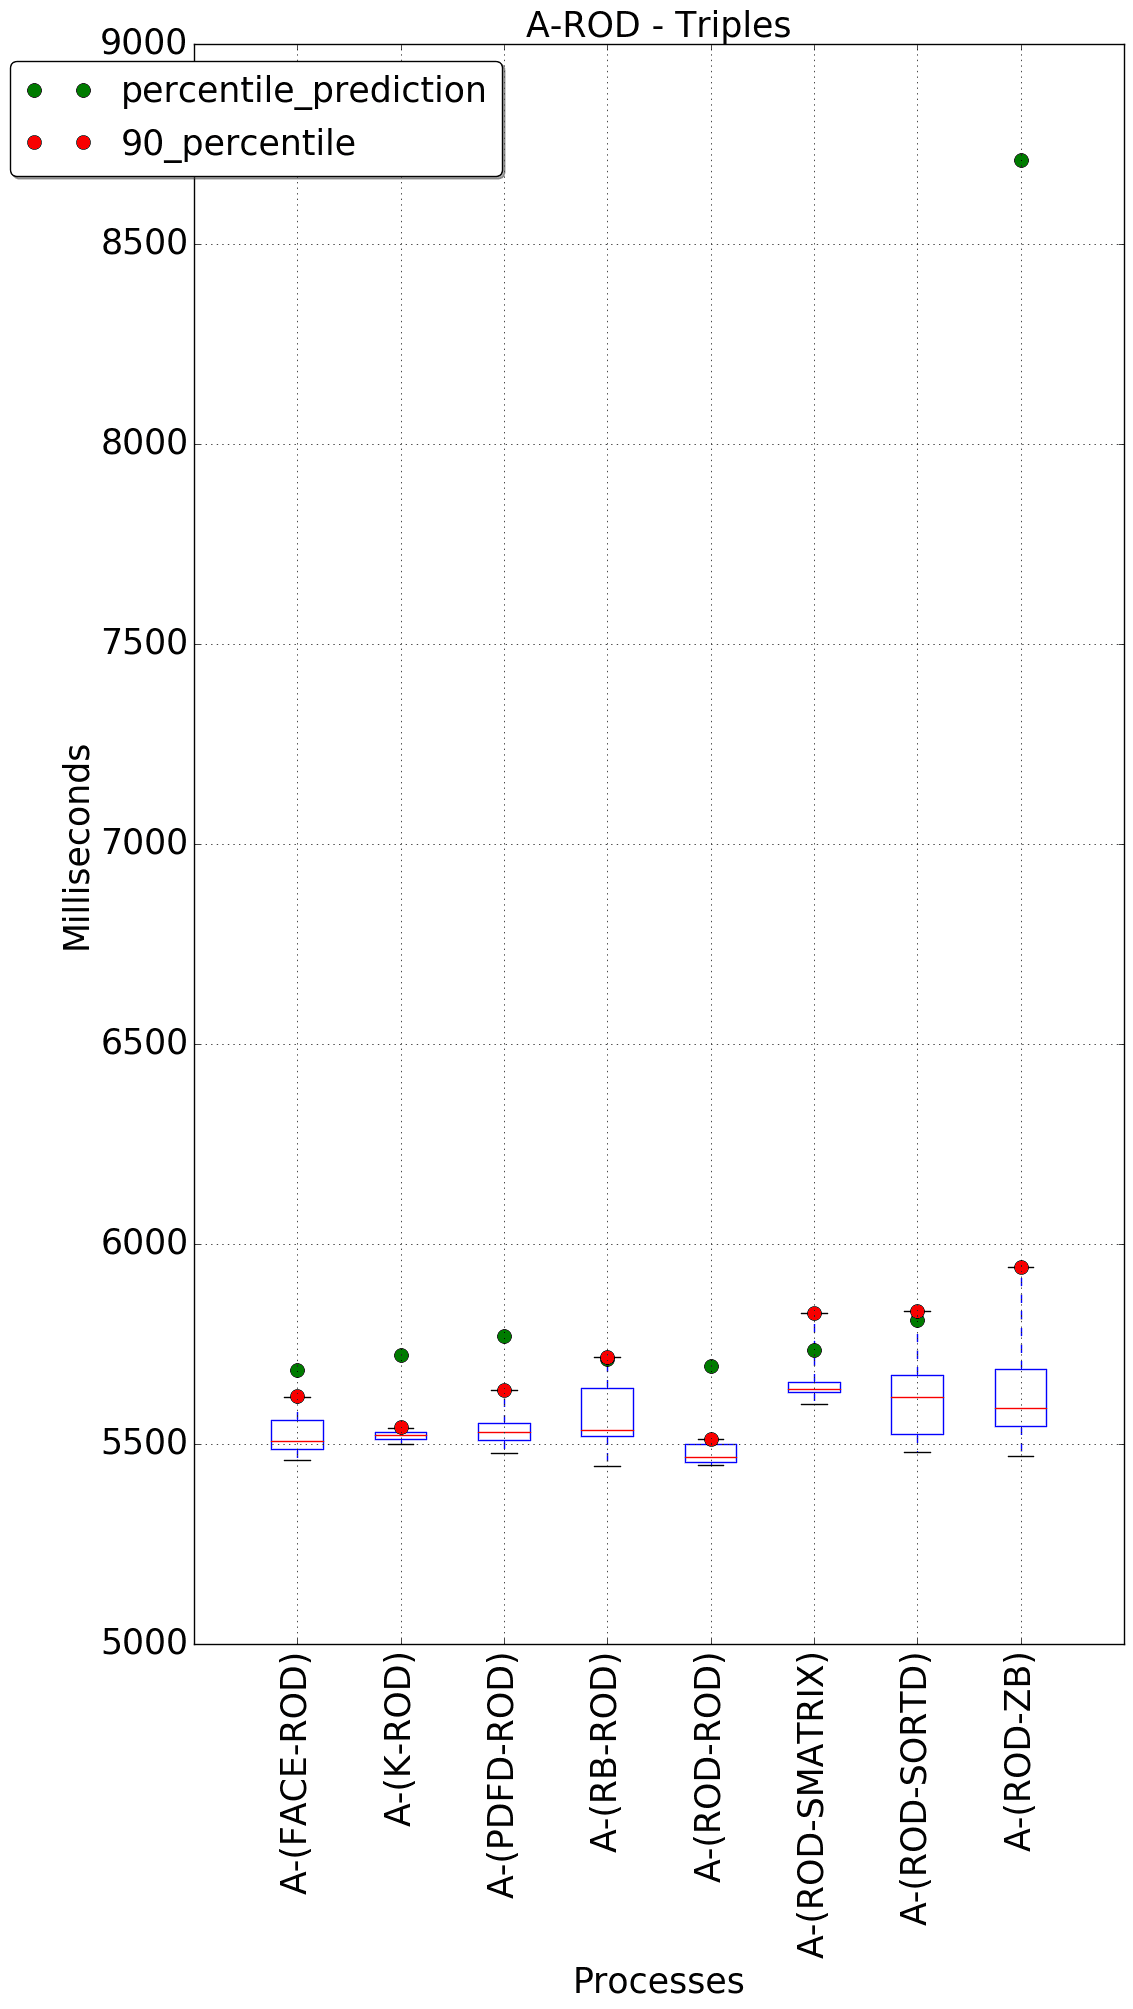 A-ROD - Triples
9000
percentile_prediction
90_percentile
8500
8000
7500
7000
6500
6000
5500
5000
Milliseconds
A-(FACE-ROD)
A-(K-ROD)
A-(PDFD-ROD)
A-(RB-ROD)
A-(ROD-ROD)
A-(ROD-SMATRIX)
A-(ROD-SORTD)
A-(ROD-ZB)
Processes